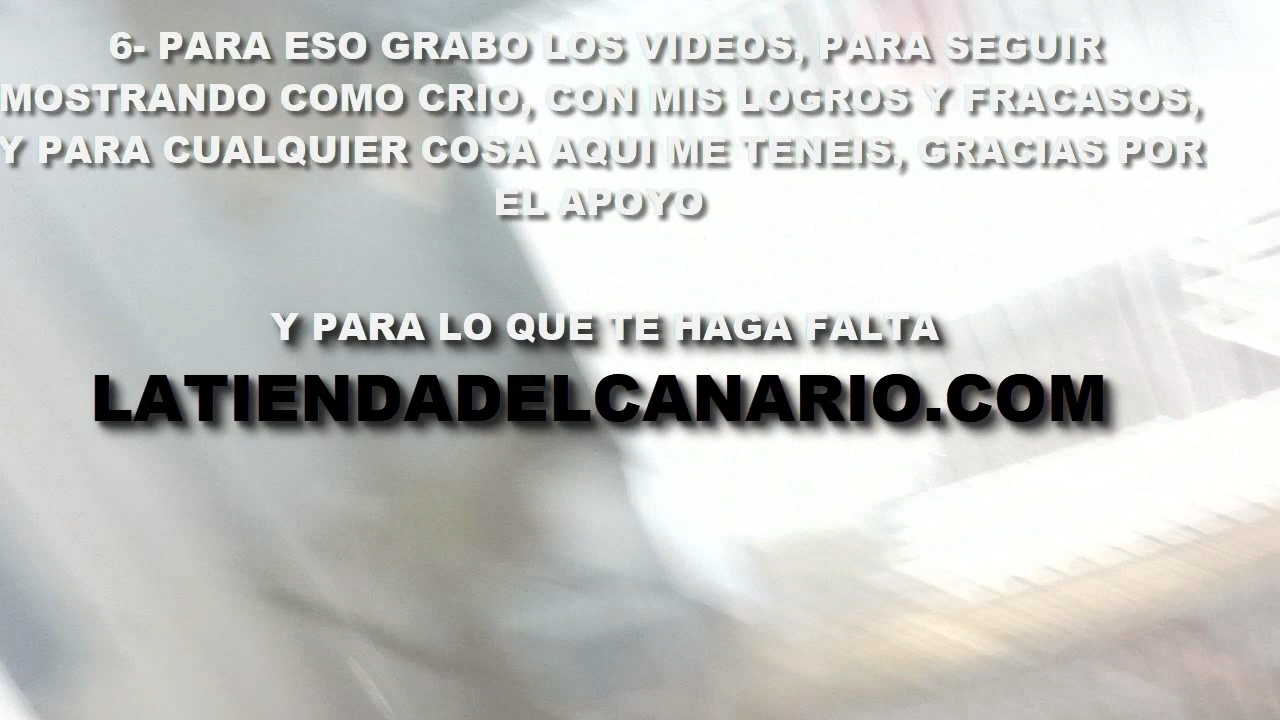 6- PARA ESO GRABO LOS VIDEOS, PARA SEGUIR
MOSTRANDO COMO CRIO, CON MIS LOGROS Y FRACASOS,
Y PARA CUALQUIER COSA AQUI ME TENEIS, GRACIAS POR
EL APOYO
Y PARA LO QUE TE HAGA FALTA
LATIENDADELCANARIO.COM